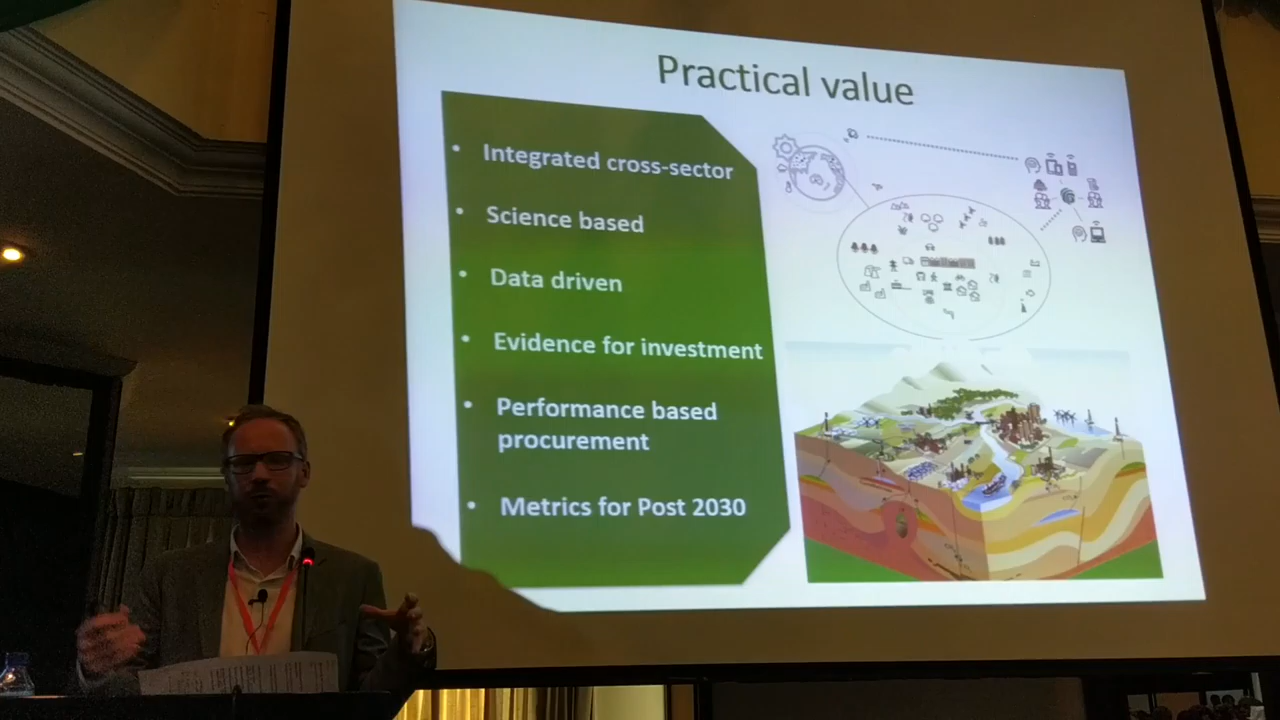 Practical value
• Integrated cross-sector
• Science based
• Data driven
• Evidence for investment
• Performance based
procurement
• Metrics for Post 2030